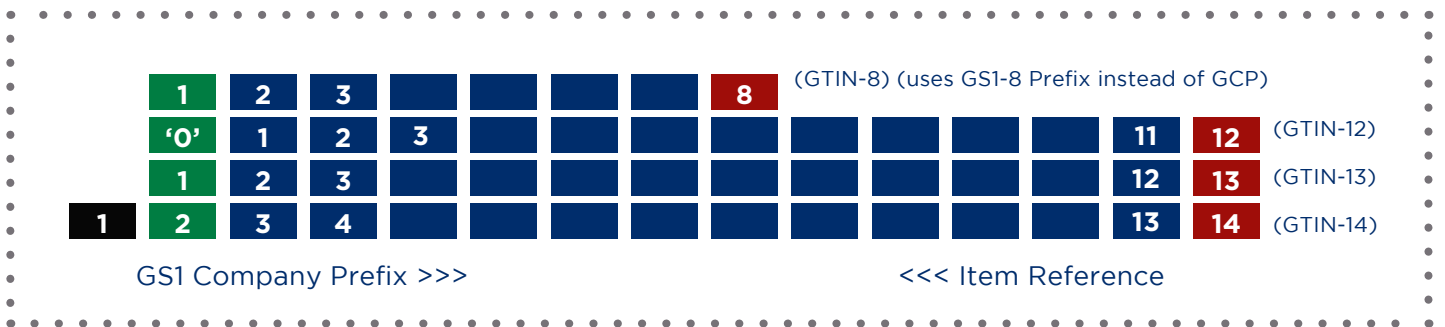 1 2 3 8 (GTIN-8) (uses GS1-8 Prefix instead of GCP)
‘0’ 1 2 3 11 12 (GTIN-12)
1 2 3 12 13 (GTIN-13)
1 2 3 4 13 14 (GTIN-14)
GS1 Company Prefix >>> <<< Item Reference